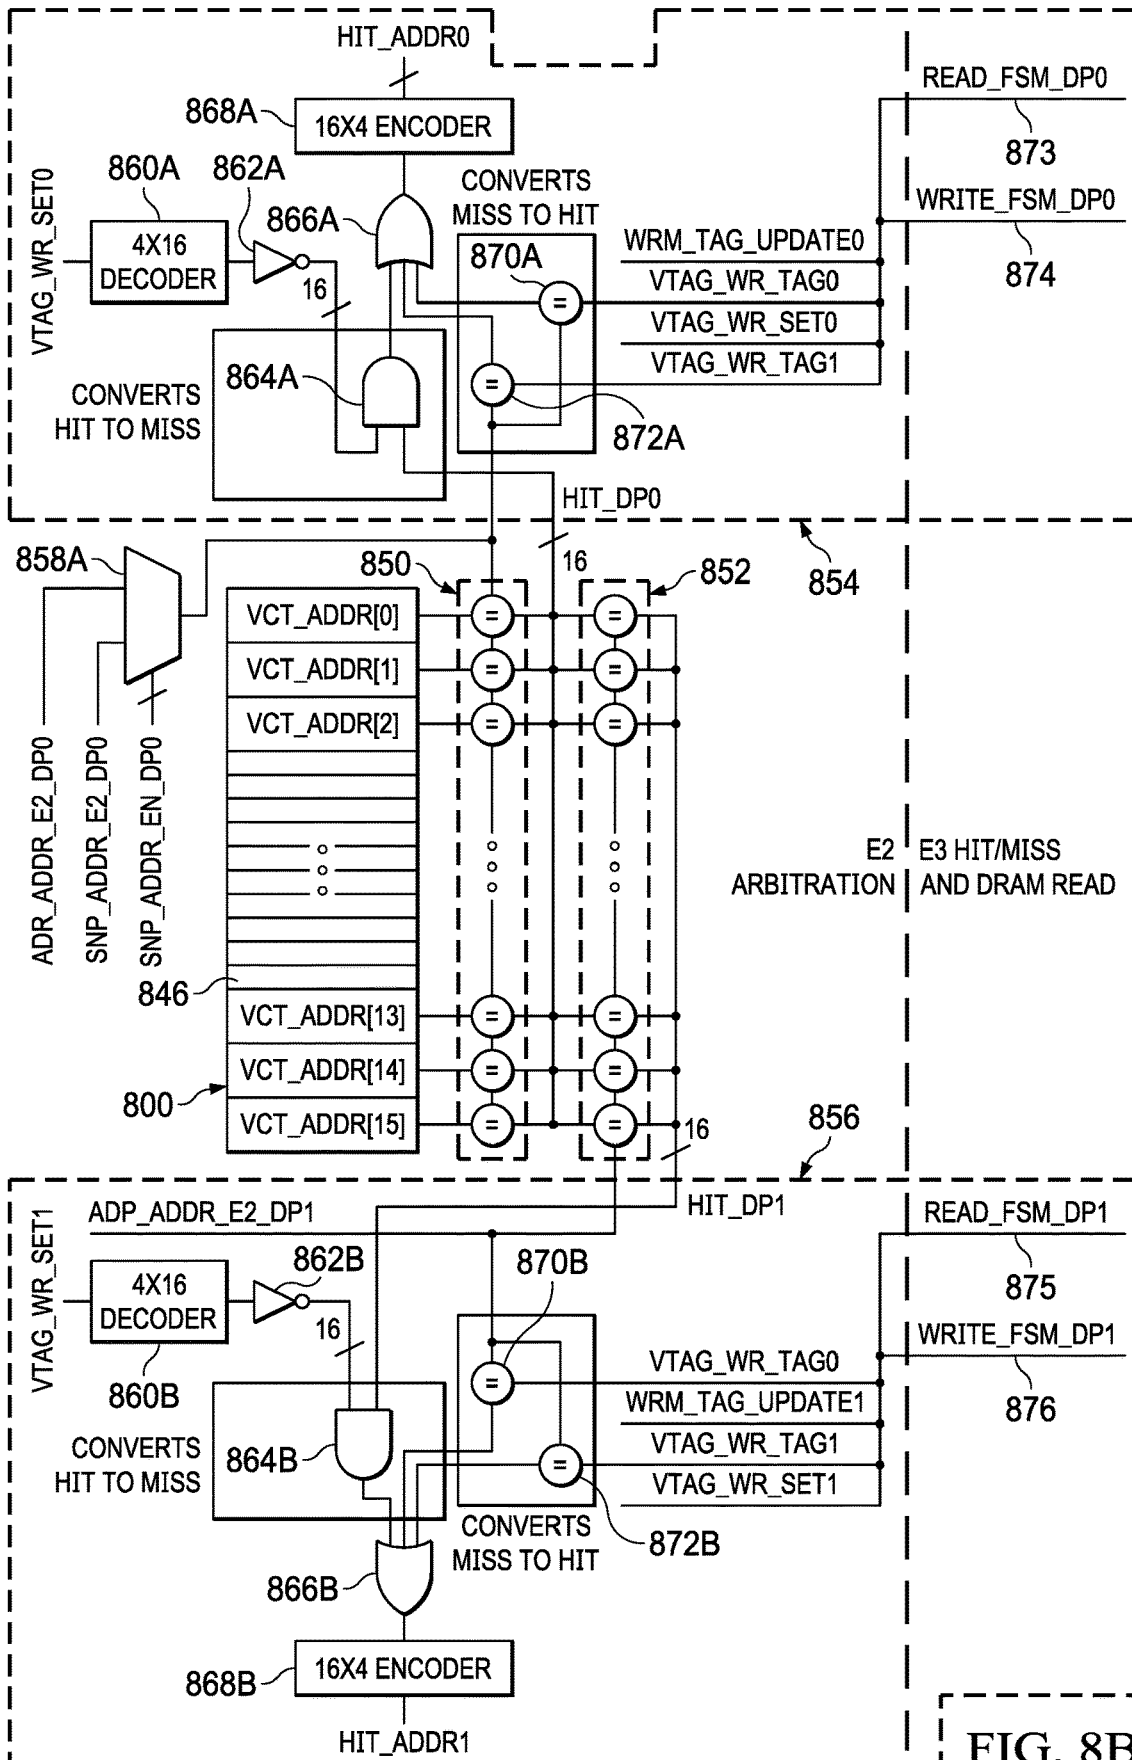 HIT_ADDR0
READ_FSM_DP0
868A
16X4 ENCODER
873
860A
862A
CONVERTS
MISS TO HIT
WRITE_FSM_DP0
VTAG_WR_SET0
866A
4X16
DECODER
870A
=
WRM_TAG_UPDATE0
874
16
VTAG_WR_TAG0
VTAG_WR_SET0
864A
VTAG_WR_TAG1
CONVERTS
HIT TO MISS
=
872A
HIT_DP0
858A
16
850
852
854
VCT_ADDR[0]
=
=
VCT_ADDR[1]
=
=
VCT_ADDR[2]
=
=
ADR_ADDR_E2_DP0
SNP_ADDR_E2_DP0
SNP_ADDR_EN_DP0
E2
ARBITRATION
E3 HIT/MISS
AND DRAM READ
846
VCT_ADDR[13]
=
=
800
VCT_ADDR[14]
=
=
VCT_ADDR[15]
=
=
16
856
ADP_ADDR_E2_DP1
HIT_DP1
READ_FSM_DP1
VTAG_WR_SET1
862B
870B
4X16
DECODER
875
16
WRITE_FSM_DP1
860B
=
VTAG_WR_TAG0
WRM_TAG_UPDATE1
876
CONVERTS
HIT TO MISS
864B
=
VTAG_WR_TAG1
VTAG_WR_SET1
CONVERTS
MISS TO HIT
872B
866B
868B
16X4 ENCODER
HIT_ADDR1
FIG. 8B